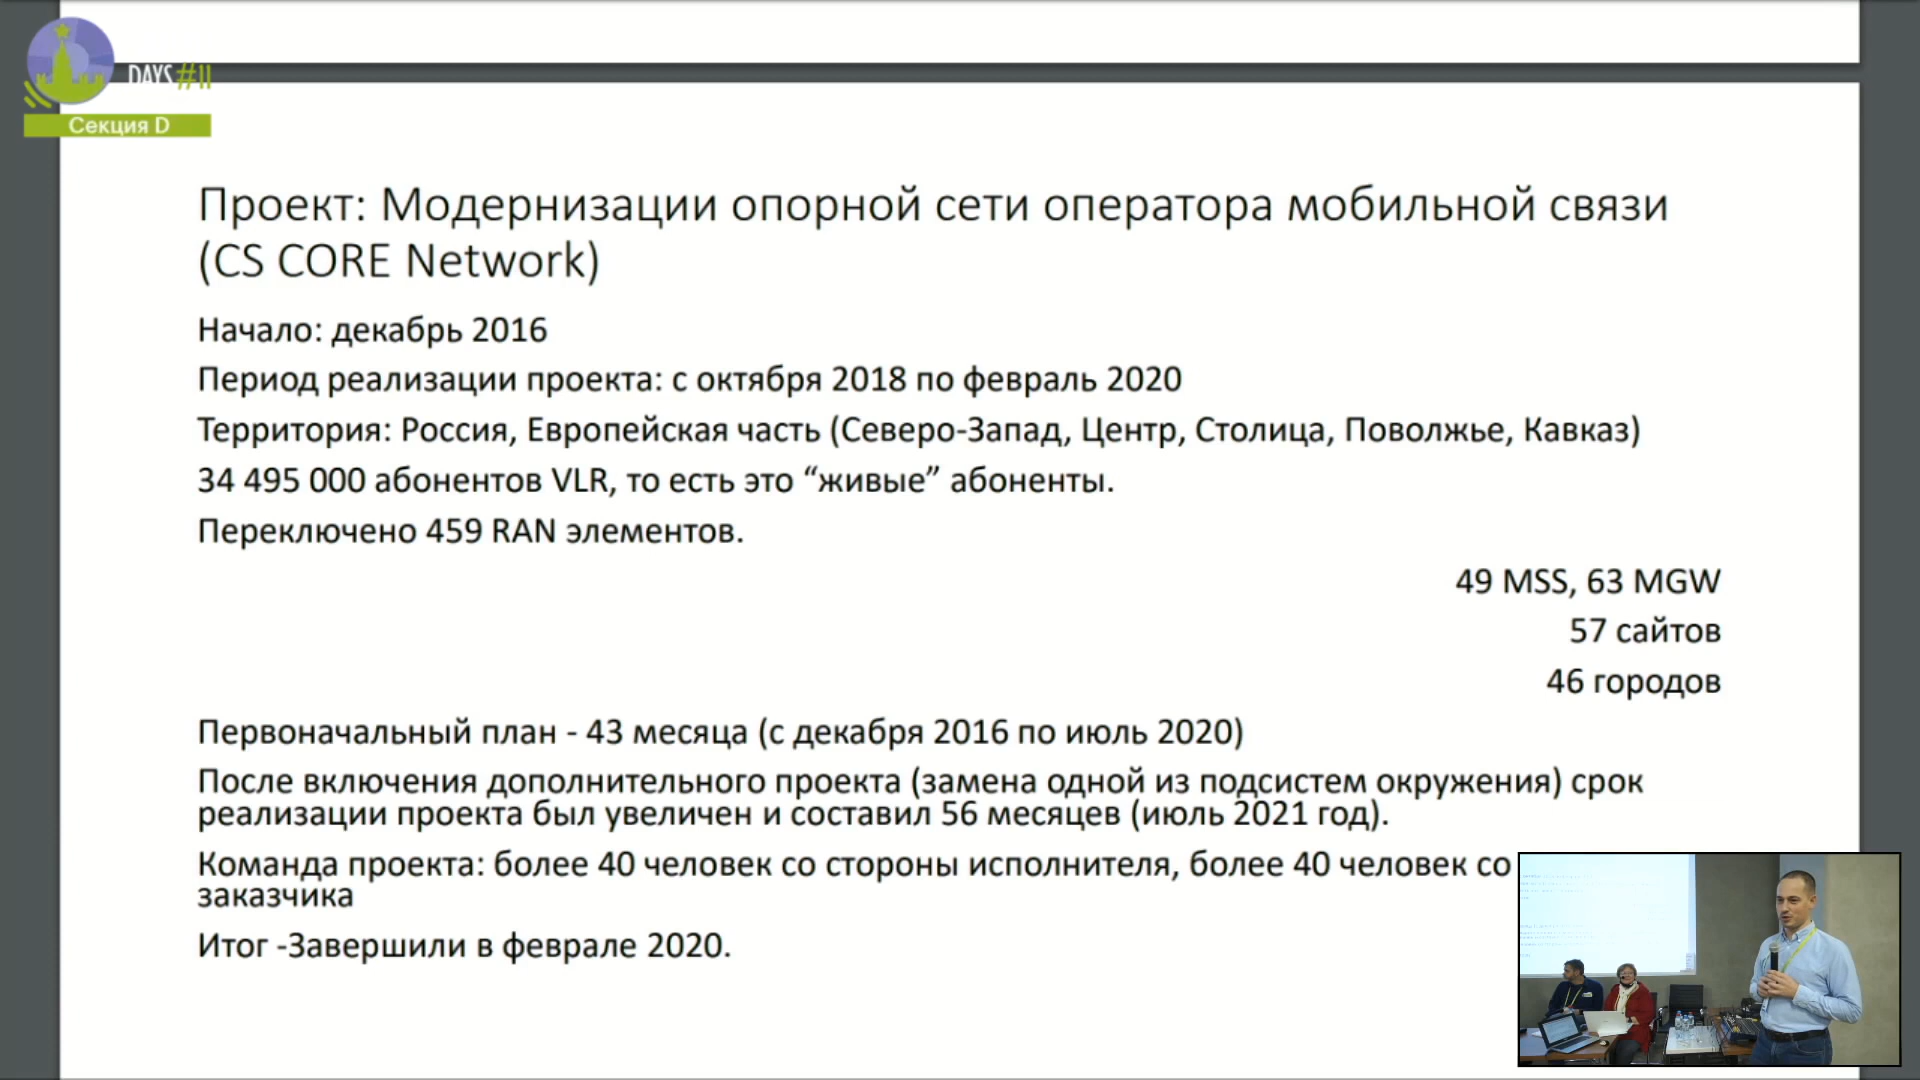 DAYS #11
Секция D
Проект: Модернизации опорной сети оператора мобильной связи
(CS CORE Network)
Начало: декабрь 2016
Период реализации проекта: с октября 2018 по февраль 2020
Территория: Россия, Европейская часть (Северо-Запад, Центр, Столица, Поволжье, Кавказ)
34 495 000 абонентов VLR, то есть это “живые” абоненты.
Переключено 459 RAN элементов.
49 MSS, 63 MGW
57 сайтов
46 городов
Первоначальный план - 43 месяца (с декабря 2016 по июль 2020)
После включения дополнительного проекта (замена одной из подсистем окружения) срок
реализации проекта был увеличен и составил 56 месяцев (июль 2021 год).
Команда проекта: более 40 человек со стороны исполнителя, более 40 человек со
заказчика
Итог -Завершили в феврале 2020.